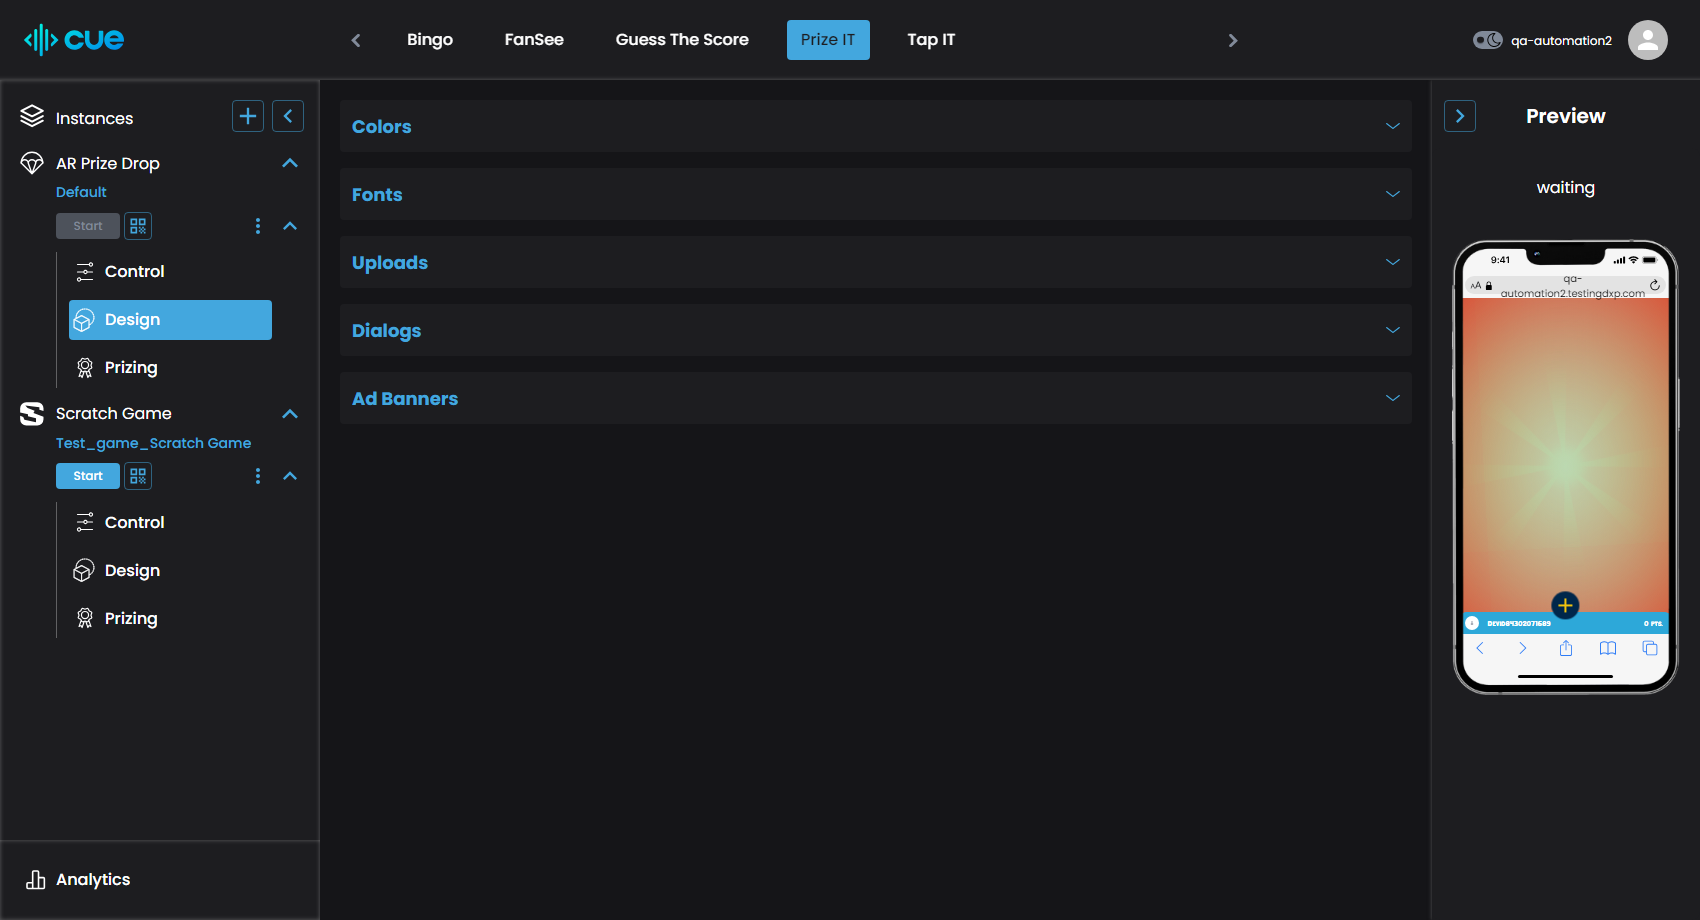 cue
Bingo
FanSee
Guess The Score
Prize IT
Tap IT
qa-automation2
Instances
AR Prize Drop
Default
Start
Control
Design
Prizing
Scratch Game
Test_game_Scratch Game
Start
Control
Design
Prizing
Analytics
Colors
Fonts
Uploads
Dialogs
Ad Banners
Preview
waiting
9:41
AA
qa-
automation2.testingdxp.com
0 PTS.